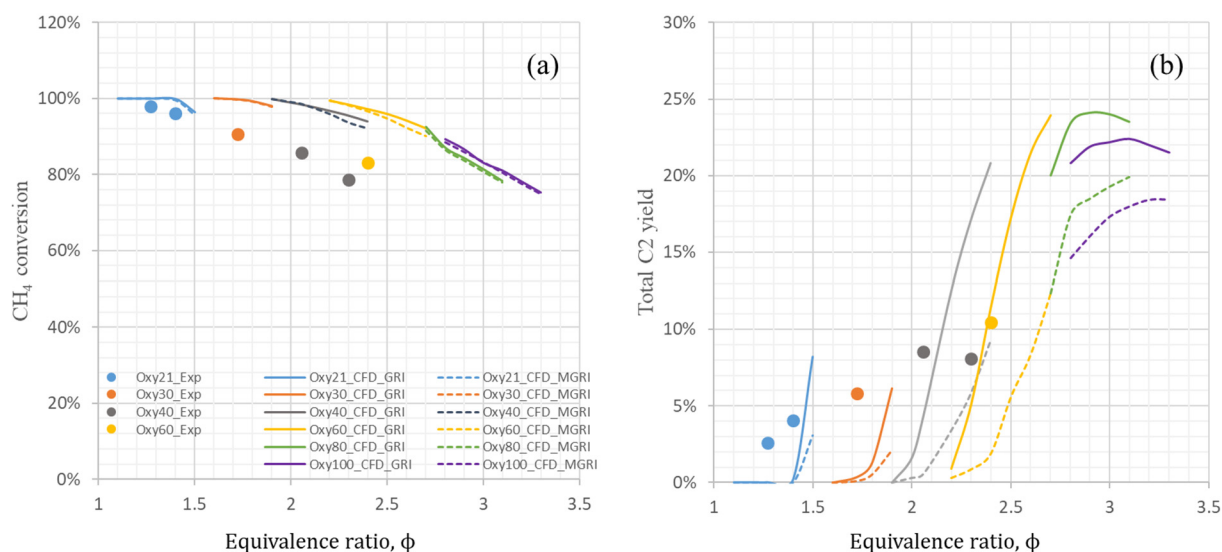 120%
100%
80%
60%
40%
20%
0%
CH₄ conversion
(a)
Oxy21_Exp Oxy21_CFD_GRI Oxy21_CFD_MGRI
Oxy30_Exp Oxy30_CFD_GRI Oxy30_CFD_MGRI
Oxy40_Exp Oxy40_CFD_GRI Oxy40_CFD_MGRI
Oxy60_Exp Oxy60_CFD_GRI Oxy60_CFD_MGRI
Oxy80_CFD_GRI Oxy80_CFD_MGRI
Oxy100_CFD_GRI Oxy100_CFD_MGRI
1 1.5 2 2.5 3 3.5
Equivalence ratio, ϕ
30%
25%
20%
15%
10%
5%
0%
Total C2 yield
(b)
1 1.5 2 2.5 3 3.5
Equivalence ratio, ϕ